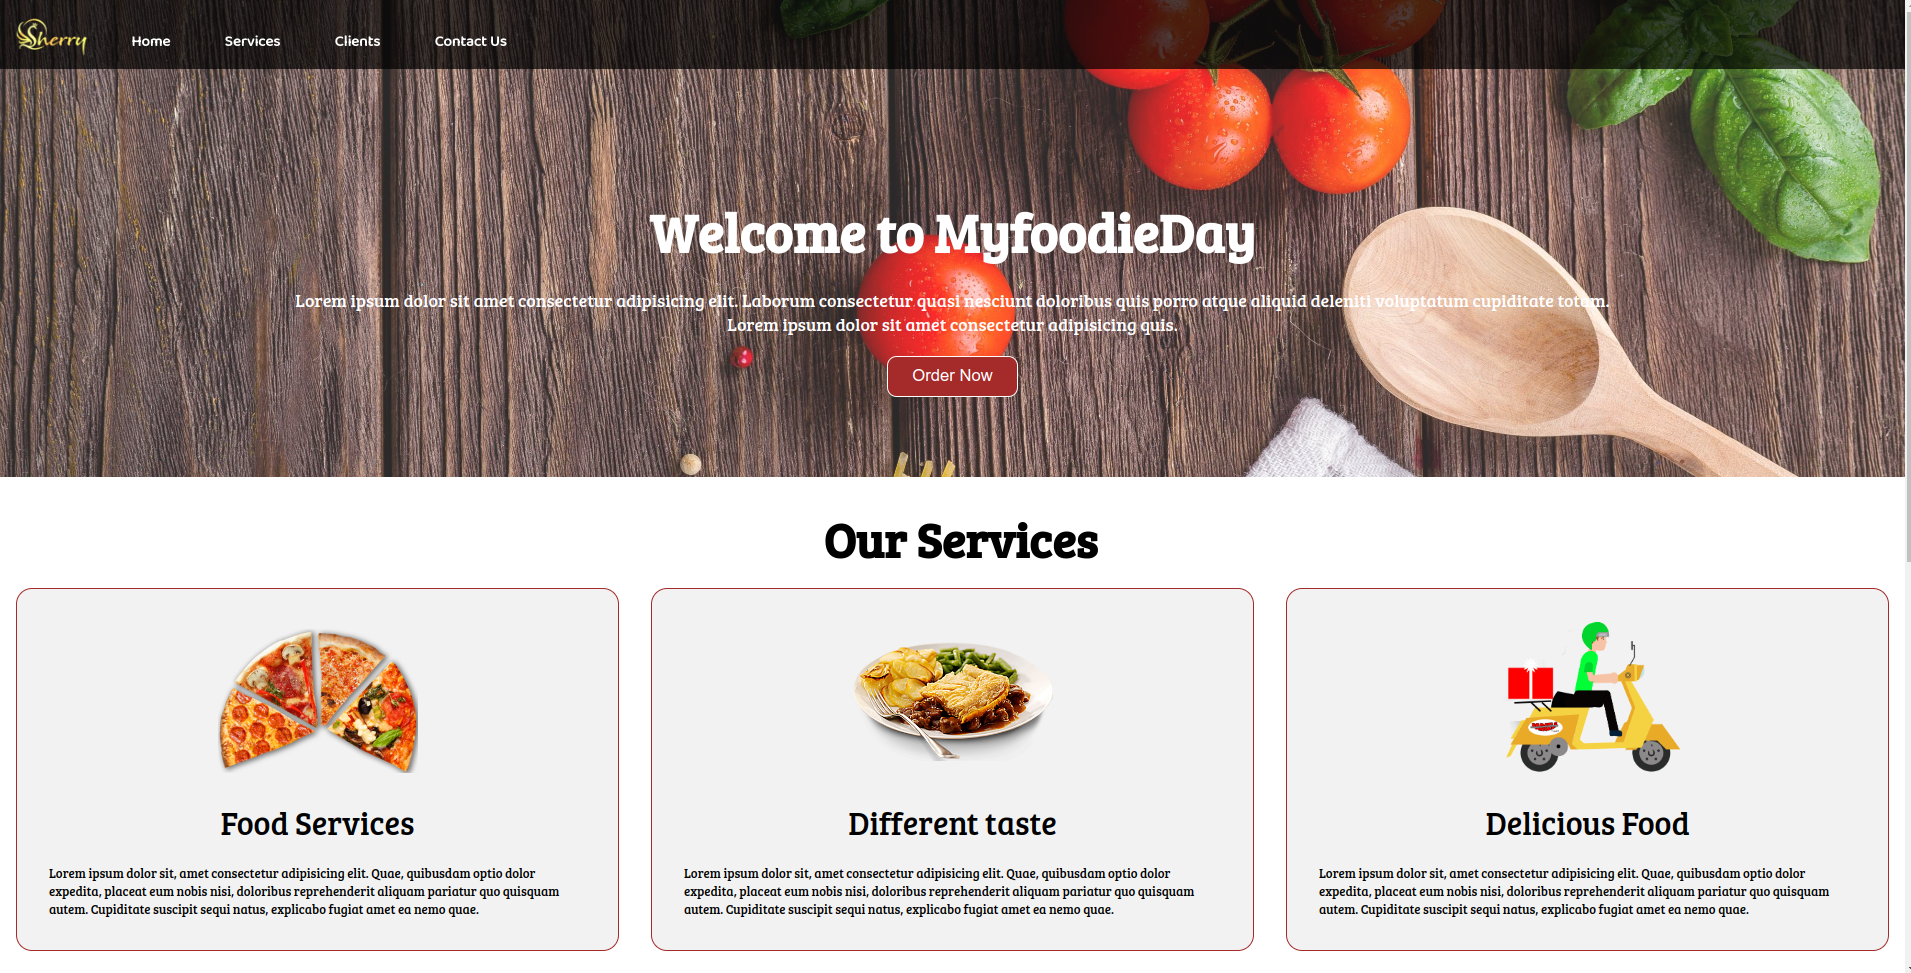 Sherry
Home Services Clients Contact Us
Welcome to MyfoodieDay
Lorem ipsum dolor sit amet consectetur adipisicing elit. Laborum consectetur quasi nesciunt doloribus quis porro atque aliquid deleniti voluptatum cupiditate totam.
Lorem ipsum dolor sit amet consectetur adipisicing quis.
Order Now
Our Services
Food Services
Lorem ipsum dolor sit, amet consectetur adipisicing elit. Quae, quibusdam optio dolor
expedita, placeat eum nobis nisi, doloribus reprehenderit aliquam pariatur quo quisquam
autem. Cupiditate suscipit sequi natus, explicabo fugiat amet ea nemo quae.
Different taste
Lorem ipsum dolor sit, amet consectetur adipisicing elit. Quae, quibusdam optio dolor
expedita, placeat eum nobis nisi, doloribus reprehenderit aliquam pariatur quo quisquam
autem. Cupiditate suscipit sequi natus, explicabo fugiat amet ea nemo quae.
Delicious Food
Lorem ipsum dolor sit, amet consectetur adipisicing elit. Quae, quibusdam optio dolor
expedita, placeat eum nobis nisi, doloribus reprehenderit aliquam pariatur quo quisquam
autem. Cupiditate suscipit sequi natus, explicabo fugiat amet ea nemo quae.